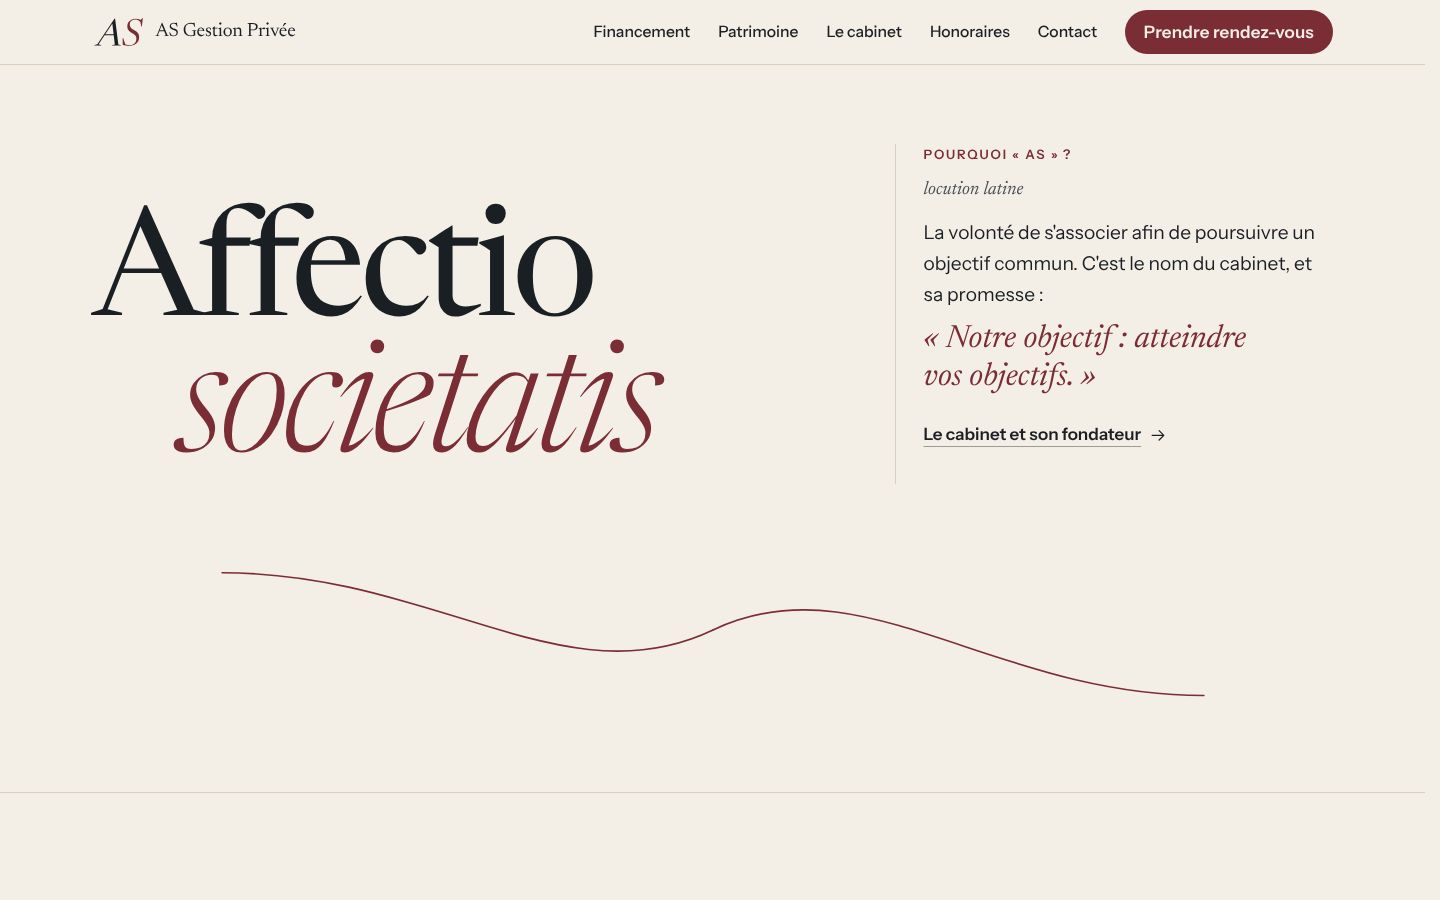 AS AS Gestion Privée
Financement Patrimoine Le cabinet Honoraires Contact Prendre rendez-vous
Affectio
societatis
POURQUOI « AS » ?
locution latine
La volonté de s'associer afin de poursuivre un
objectif commun. C'est le nom du cabinet, et
sa promesse :
« Notre objectif : atteindre
vos objectifs. »
Le cabinet et son fondateur →